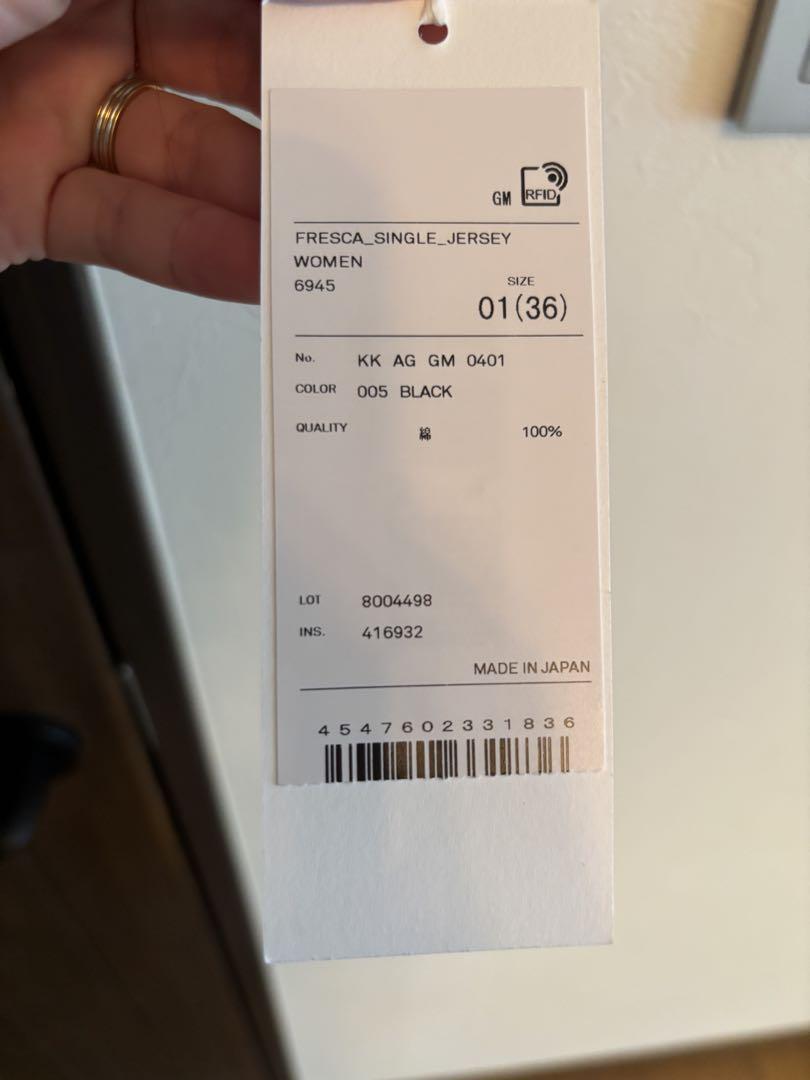 GM RFID
FRESCA_SINGLE_JERSEY
WOMEN
6945
SIZE
01(36)
No. KK AG GM 0401
COLOR 005 BLACK
QUALITY 綿 100%
LOT 8004498
INS. 416932
MADE IN JAPAN
4547602331836